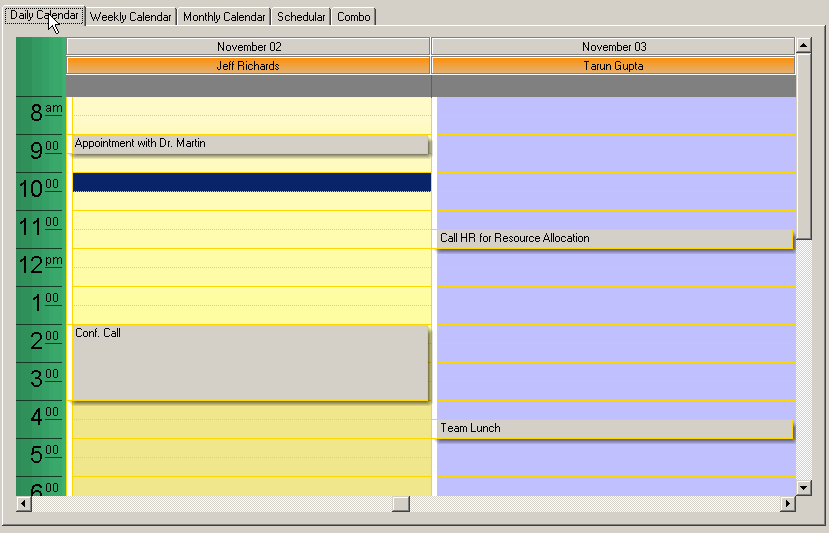 Daily Calendar Weekly Calendar Monthly Calendar Schedular Combo
November 02 November 03
Jeff Richards Tarun Gupta
8 am
Appointment with Dr. Martin
9 00
10 00
11 00
Call HR for Resource Allocation
12 pm
1 00
Conf. Call
2 00
3 00
4 00
Team Lunch
5 00
6 00